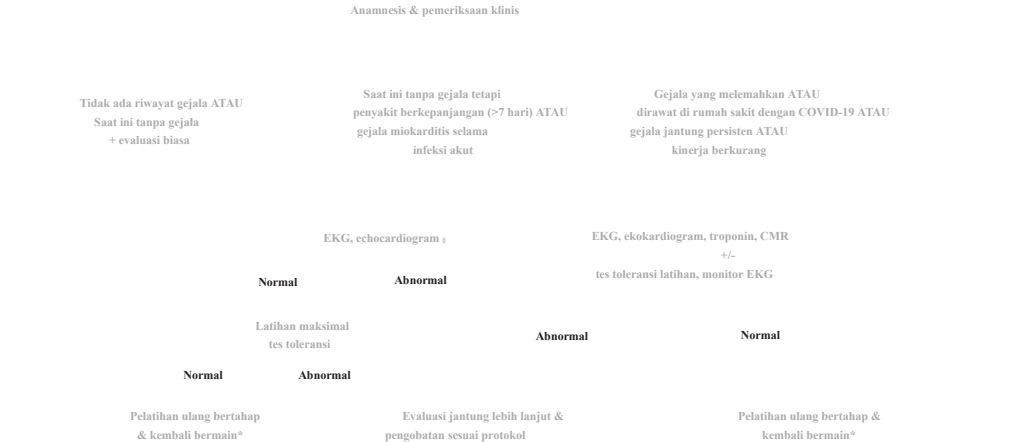 Anamnesis & pemeriksaan klinis
Tidak ada riwayat gejala ATAU
Saat ini tanpa gejala
+ evaluasi biasa
Saat ini tanpa gejala tetapi
penyakit berkepanjangan (>7 hari) ATAU
gejala miokarditis selama
infeksi akut
Gejala yang melemahkan ATAU
dirawat di rumah sakit dengan COVID-19 ATAU
gejala jantung persisten ATAU
kinerja berkurang
EKG, echocardiogram
EKG, ekokardiogram, troponin, CMR
+/-
tes toleransi latihan, monitor EKG
Normal
Abnormal
Latihan maksimal
tes toleransi
Abnormal
Normal
Normal
Abnormal
Pelatihan ulang bertahap
& kembali bermain*
Evaluasi jantung lebih lanjut &
pengobatan sesuai protokol
Pelatihan ulang bertahap &
kembali bermain*